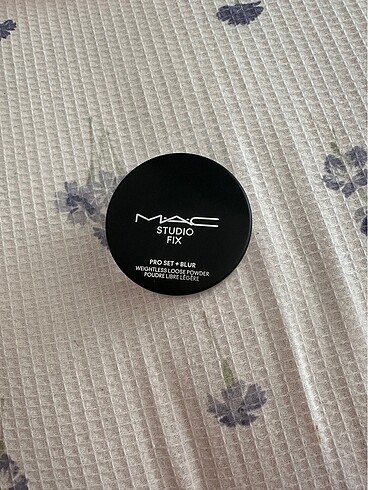 MAC
STUDIO
FIX
PRO SET + BLUR
WEIGHTLESS LOOSE POWDER
POUDRE LIBRE LÉGÈRE